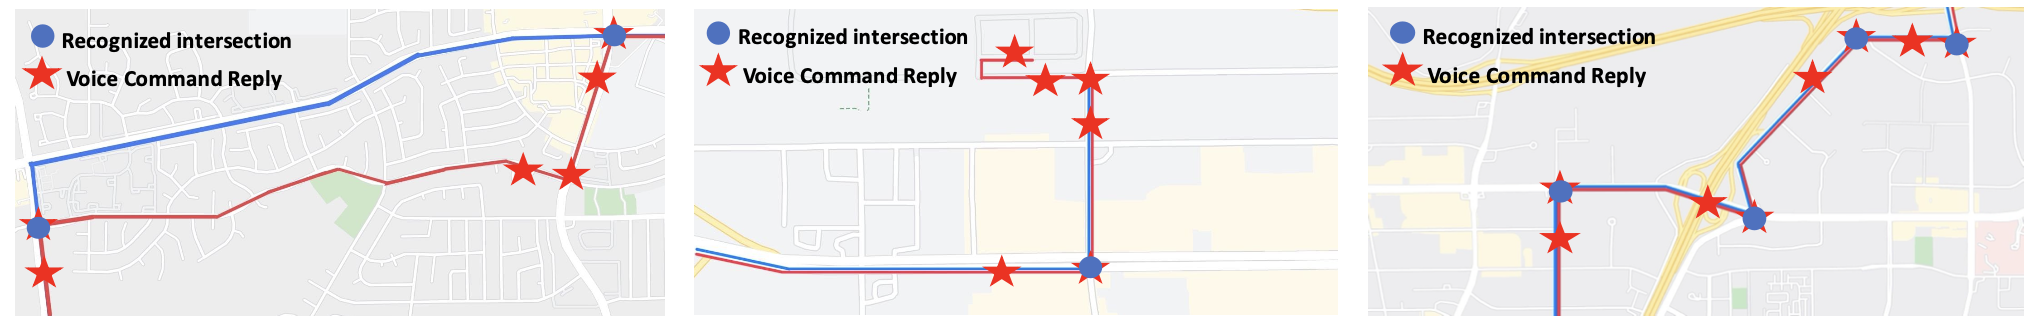 Recognized intersection
Voice Command Reply
Recognized intersection
Voice Command Reply
Recognized intersection
Voice Command Reply